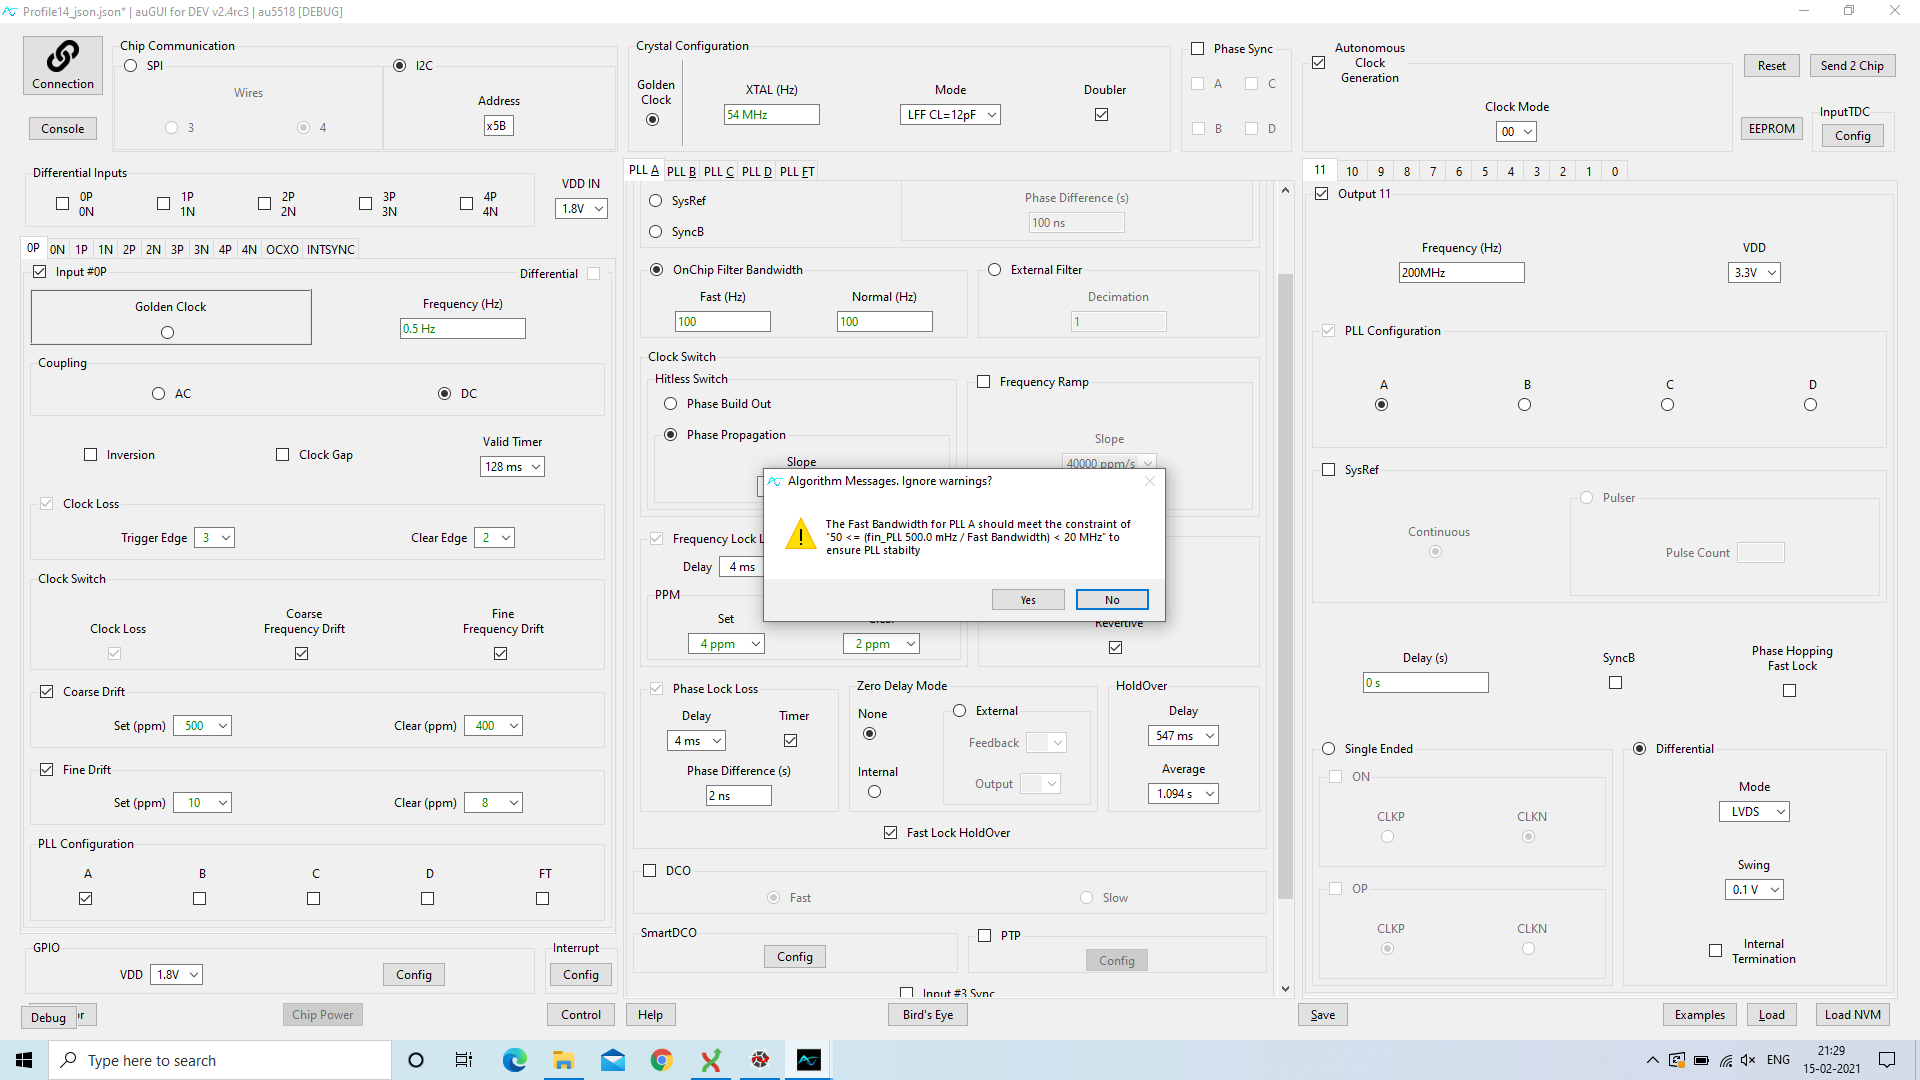 Profile14_json.json* | auGUI for DEV v2.4rc3 | au5518 [DEBUG]
Connection
Console
Chip Communication
SPI
Wires
3
4
I2C
Address
x5B
Crystal Configuration
Golden
Clock
XTAL (Hz)
54 MHz
Mode
LFF CL=12pF
Doubler
Phase Sync
A
C
B
D
Autonomous
Clock
Generation
Clock Mode
00
Reset
Send 2 Chip
EEPROM
InputTDC
Config
Differential Inputs
0P
0N
1P
1N
2P
2N
3P
3N
4P
4N
VDD IN
1.8V
0P 0N 1P 1N 2P 2N 3P 3N 4P 4N OCXO INTSYNC
Input #0P
Differential
Golden Clock
Frequency (Hz)
0.5 Hz
Coupling
AC
DC
Inversion
Clock Gap
Valid Timer
128 ms
Clock Loss
Trigger Edge 3
Clear Edge 2
Clock Switch
Clock Loss
Coarse
Frequency Drift
Fine
Frequency Drift
Coarse Drift
Set (ppm) 500
Clear (ppm) 400
Fine Drift
Set (ppm) 10
Clear (ppm) 8
PLL Configuration
A B C D FT
GPIO
VDD 1.8V
Config
Interrupt
Config
Debug
r
Chip Power
Control
PLL A PLL B PLL C PLL D PLL FT
SysRef
SyncB
Phase Difference (s)
100 ns
OnChip Filter Bandwidth
Fast (Hz)
100
Normal (Hz)
100
External Filter
Decimation
1
Clock Switch
Hitless Switch
Phase Build Out
Phase Propagation
Slope
Frequency Ramp
Slope
40000 ppm/s
Algorithm Messages. Ignore warnings?
The Fast Bandwidth for PLL A should meet the constraint of
"50 <= (fin_PLL 500.0 mHz / Fast Bandwidth) < 20 MHz" to
ensure PLL stabilty
Yes
No
Frequency Lock L
Delay 4 ms
PPM
Set
4 ppm
2 ppm
Revertive
Phase Lock Loss
Delay
4 ms
Timer
Phase Difference (s)
2 ns
Zero Delay Mode
None
Internal
External
Feedback
Output
HoldOver
Delay
547 ms
Average
1.094 s
Fast Lock HoldOver
DCO
Fast
Slow
SmartDCO
Config
PTP
Config
Input #3 Sync
Help
Bird's Eye
11 10 9 8 7 6 5 4 3 2 1 0
Output 11
Frequency (Hz)
200MHz
VDD
3.3V
PLL Configuration
A B C D
SysRef
Continuous
Pulser
Pulse Count
Delay (s)
0 s
SyncB
Phase Hopping
Fast Lock
Single Ended
ON
CLKP
CLKN
OP
CLKP
CLKN
Differential
Mode
LVDS
Swing
0.1 V
Internal
Termination
Save
Examples
Load
Load NVM
Type here to search
ENG
21:29
15-02-2021